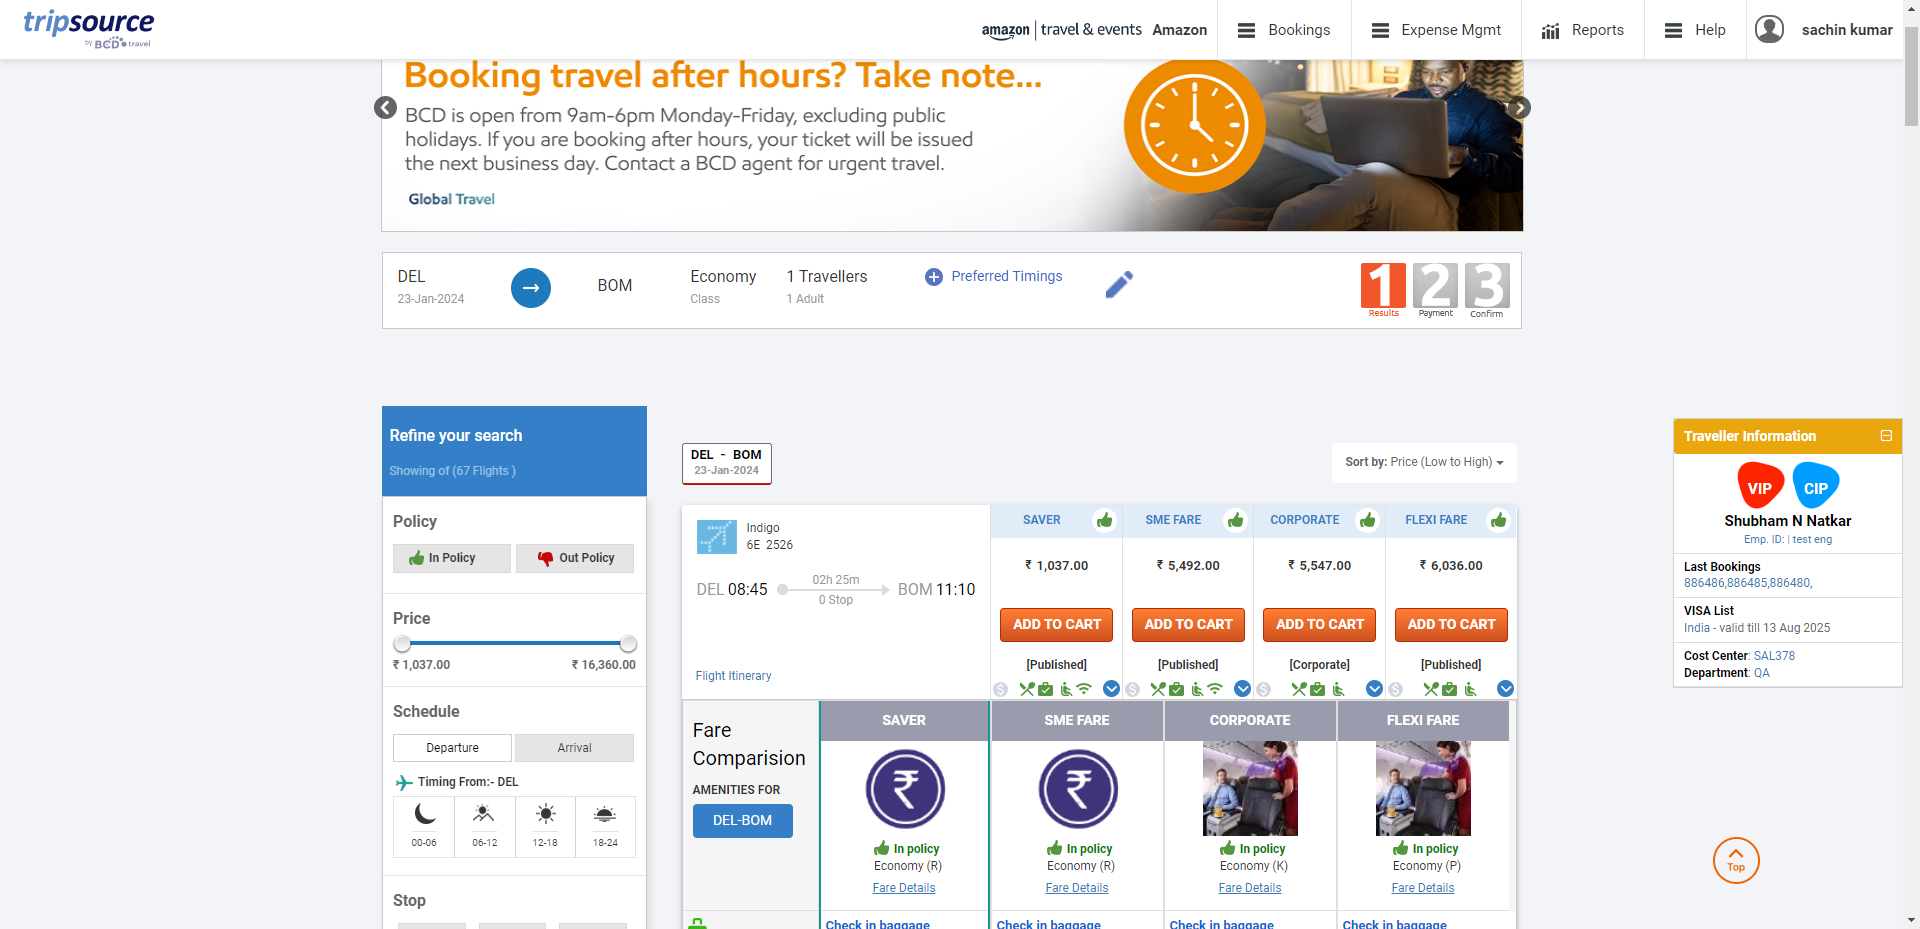 tripsource
by BCD travel
amazon | travel & events Amazon
Bookings
Expense Mgmt
Reports
Help
sachin kumar
Booking travel after hours? Take note...
BCD is open from 9am-6pm Monday-Friday, excluding public
holidays. If you are booking after hours, your ticket will be issued
the next business day. Contact a BCD agent for urgent travel.
Global Travel
DEL
23-Jan-2024
BOM
Economy
Class
1 Travellers
1 Adult
Preferred Timings
1 2 3
Results Payment Confirm
Refine your search
Showing of (67 Flights )
Policy
In Policy
Out Policy
Price
₹ 1,037.00
₹ 16,360.00
Schedule
Departure
Arrival
Timing From:- DEL
00-06
06-12
12-18
18-24
Stop
DEL - BOM
23-Jan-2024
Sort by: Price (Low to High)
Indigo
6E 2526
DEL 08:45
02h 25m
0 Stop
BOM 11:10
Flight Itinerary
SAVER
₹ 1,037.00
ADD TO CART
[Published]
SME FARE
₹ 5,492.00
ADD TO CART
[Published]
CORPORATE
₹ 5,547.00
ADD TO CART
[Corporate]
FLEXI FARE
₹ 6,036.00
ADD TO CART
[Published]
Fare
Comparision
AMENITIES FOR
DEL-BOM
SAVER
In policy
Economy (R)
Fare Details
Check in baggage
SME FARE
In policy
Economy (R)
Fare Details
Check in baggage
CORPORATE
In policy
Economy (K)
Fare Details
Check in baggage
FLEXI FARE
In policy
Economy (P)
Fare Details
Check in baggage
Traveller Information
VIP
CIP
Shubham N Natkar
Emp. ID: | test eng
Last Bookings
886486,886485,886480,
VISA List
India - valid till 13 Aug 2025
Cost Center: SAL378
Department: QA
Top